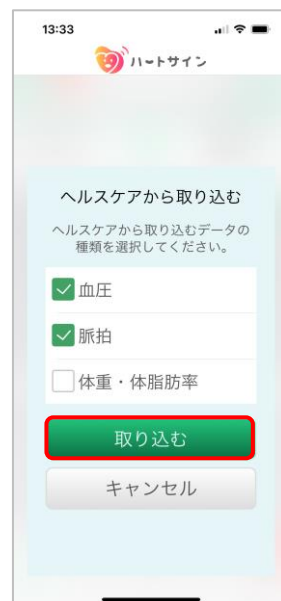 13:33
ハートサイン
ヘルスケアから取り込む
ヘルスケアから取り込むデータの
種類を選択してください。
血圧
脈拍
体重・体脂肪率
取り込む
キャンセル